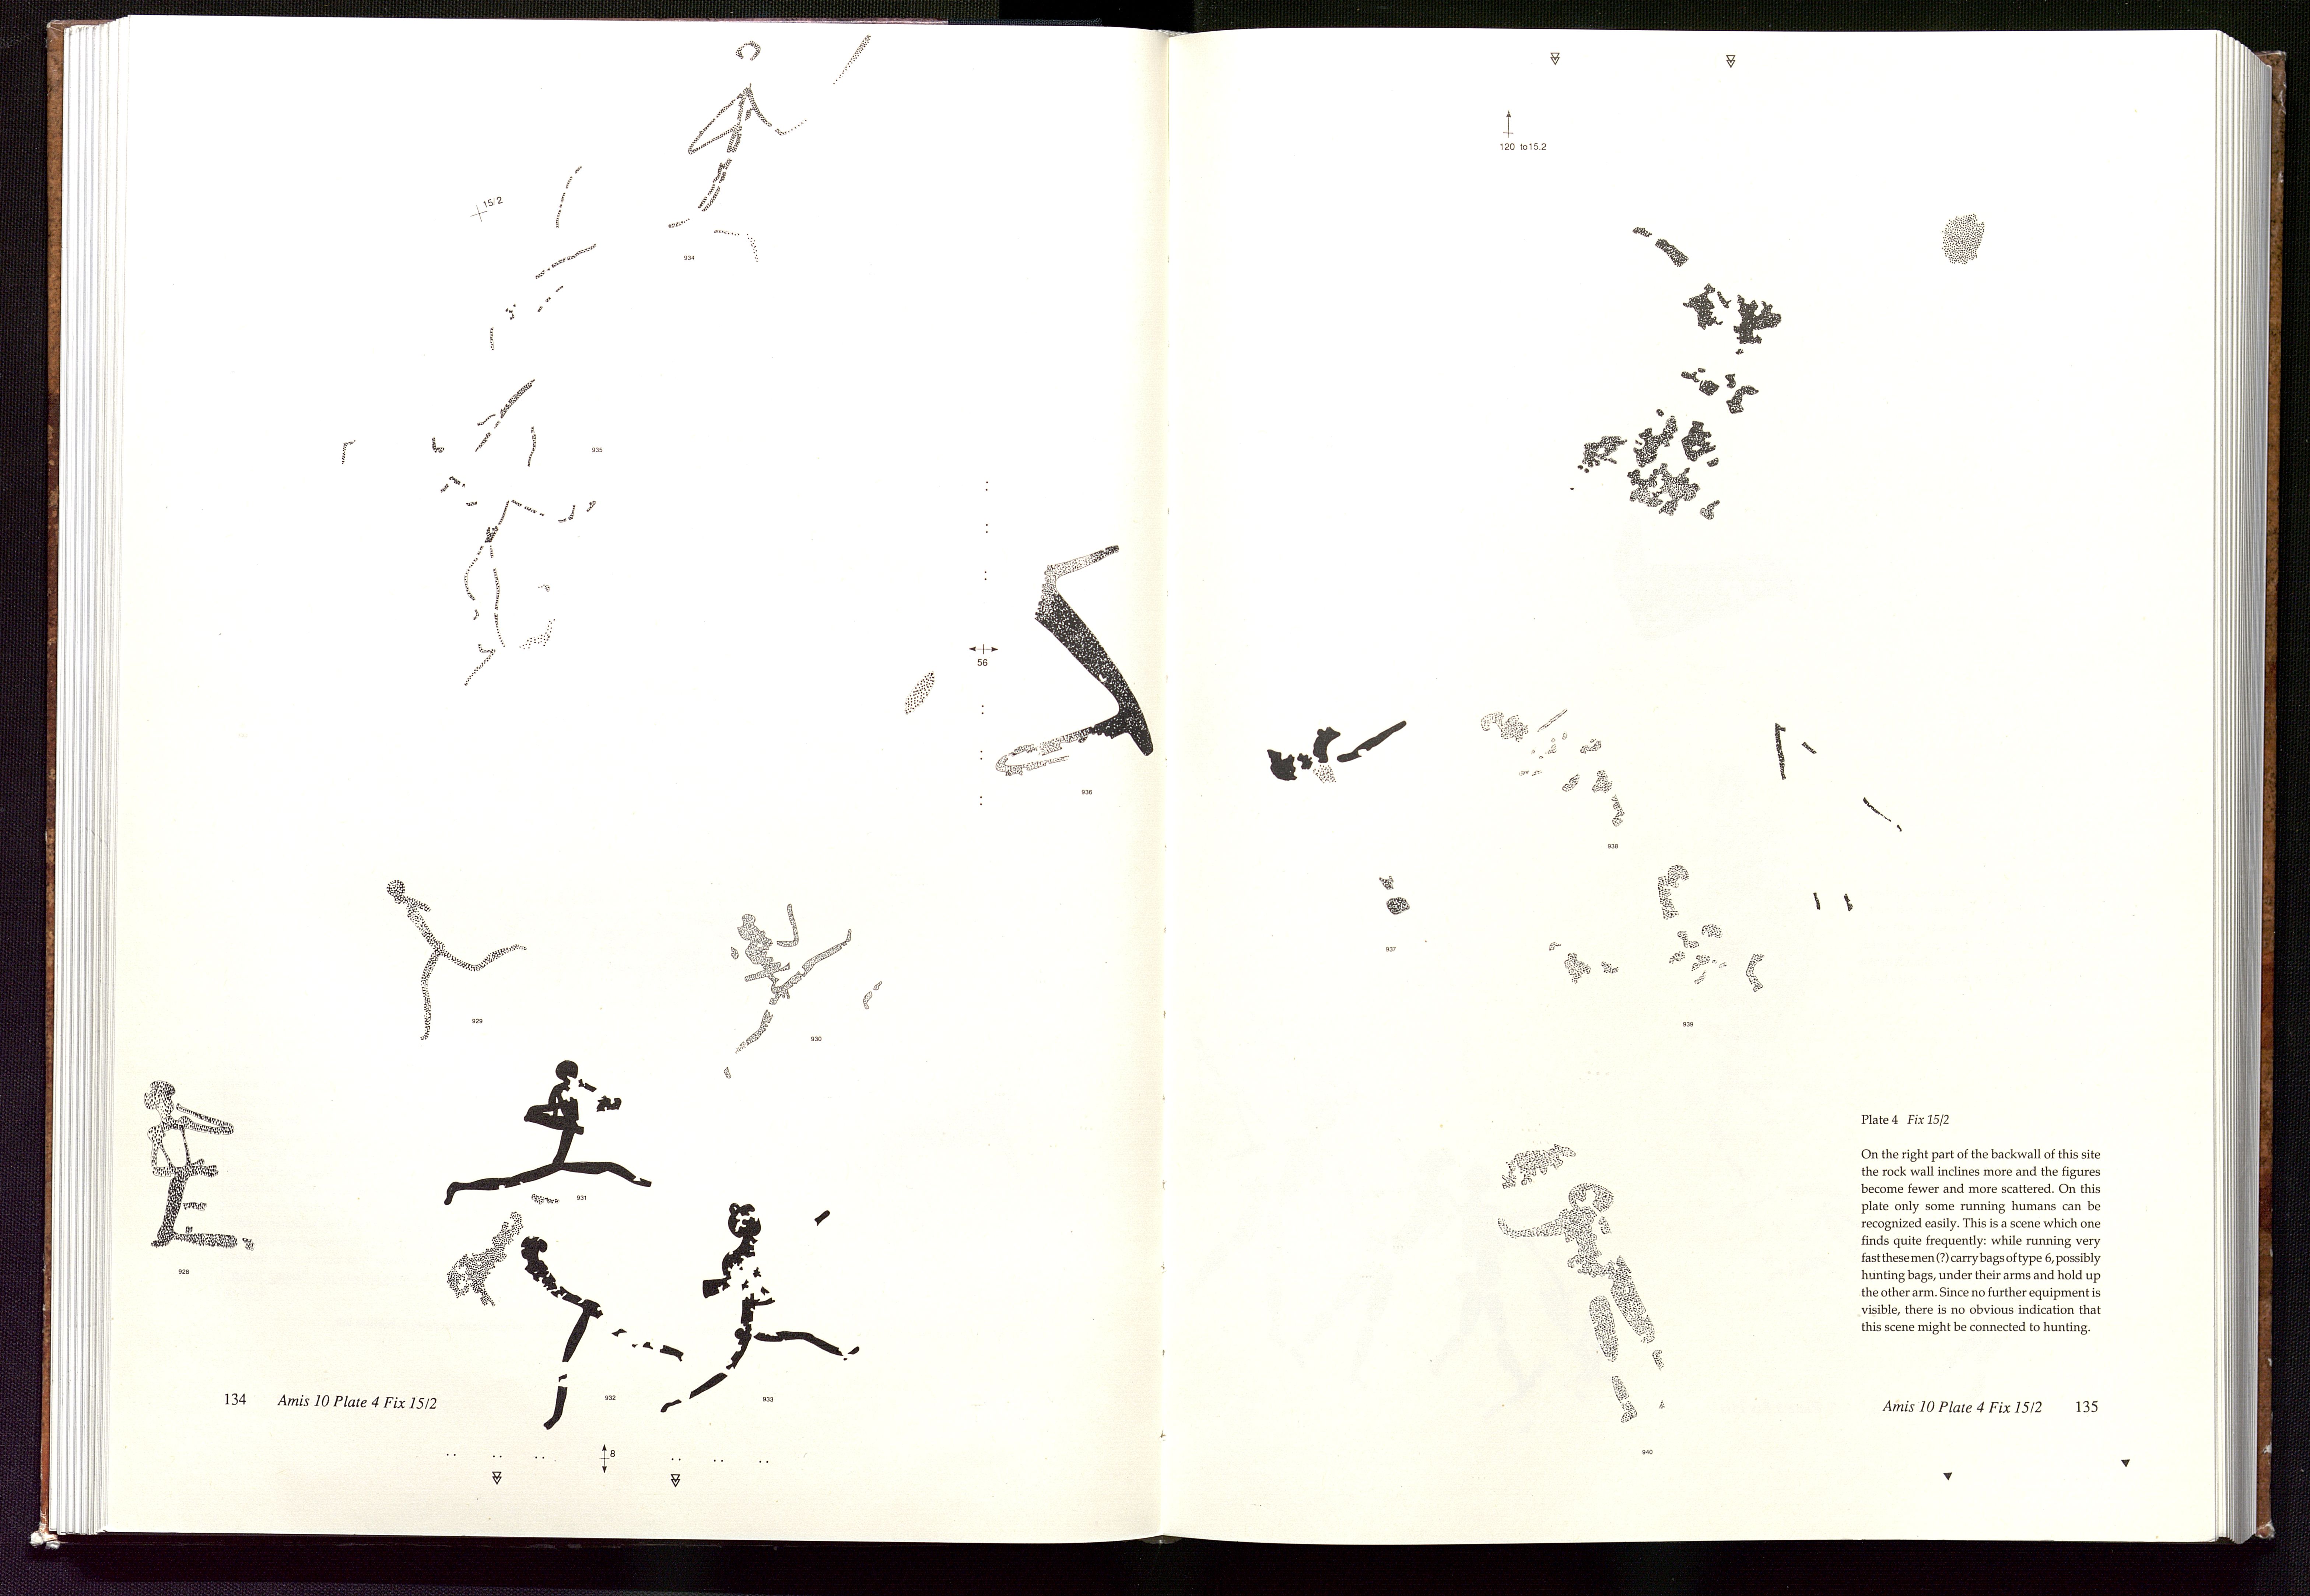 15/2
934
935
56
936
929
930
931
928
932
933
134 Amis 10 Plate 4 Fix 15/2
8
120 to 15.2
938
937
939
Plate 4 Fix 15/2
On the right part of the backwall of this site
the rock wall inclines more and the figures
become fewer and more scattered. On this
plate only some running humans can be
recognized easily. This is a scene which one
finds quite frequently: while running very
fast these men (?) carry bags of type 6, possibly
hunting bags, under their arms and hold up
the other arm. Since no further equipment is
visible, there is no obvious indication that
this scene might be connected to hunting.
Amis 10 Plate 4 Fix 15/2 135
940